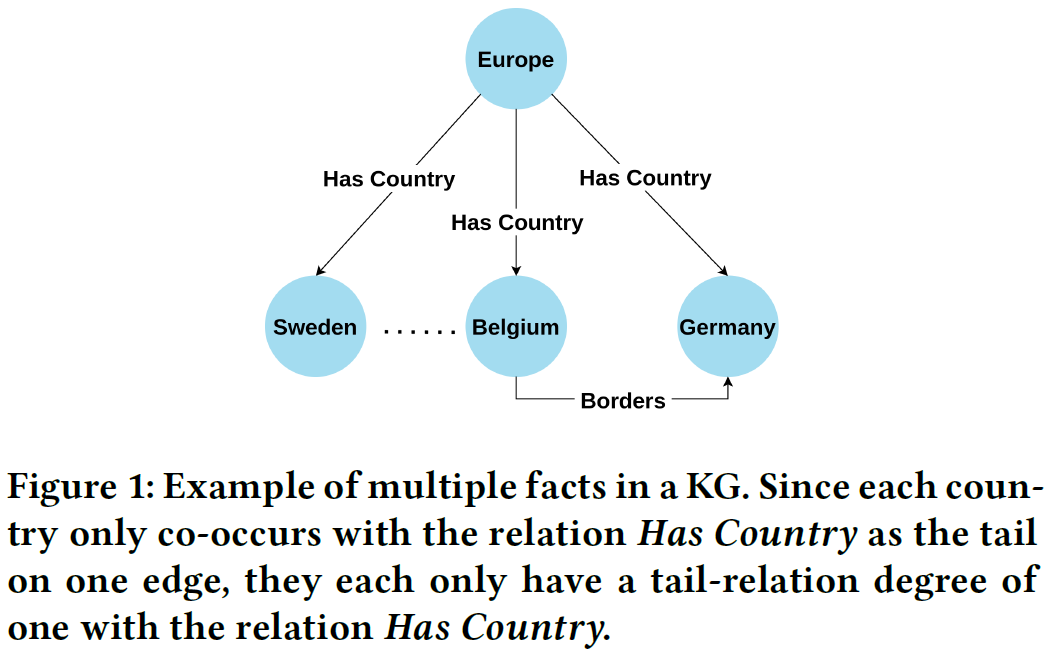 Europe
Has Country
Has Country
Has Country
Sweden
......
Belgium
Germany
Borders
Figure 1: Example of multiple facts in a KG. Since each coun-
try only co-occurs with the relation Has Country as the tail
on one edge, they each only have a tail-relation degree of
one with the relation Has Country.